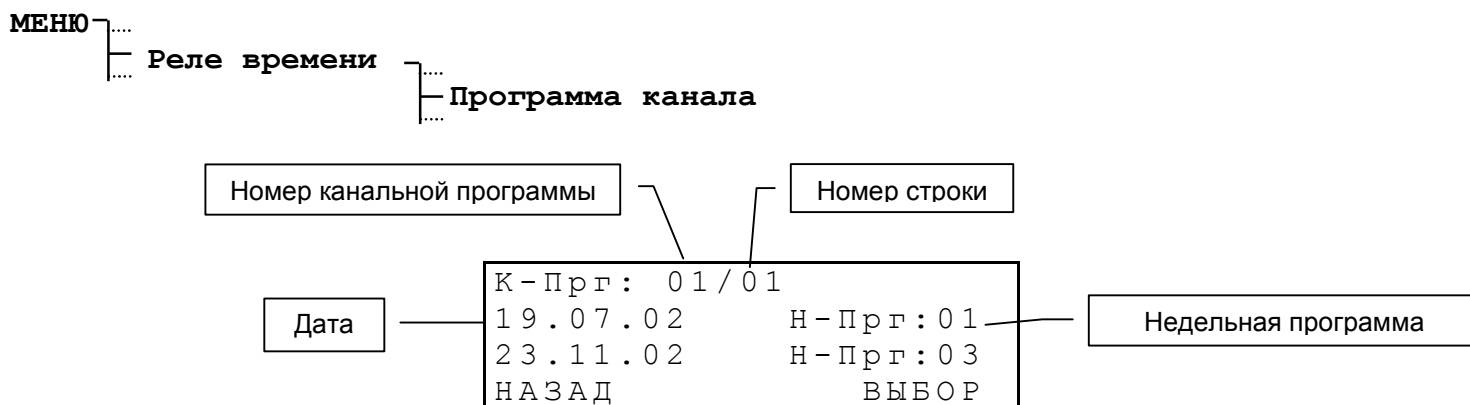 МЕНЮ
Реле времени
Программа канала
Номер канальной программы
Номер строки
К-Прг: 01/01
Дата
19.07.02 Н-Прг:01
Недельная программа
23.11.02 Н-Прг:03
НАЗАД ВЫБОР